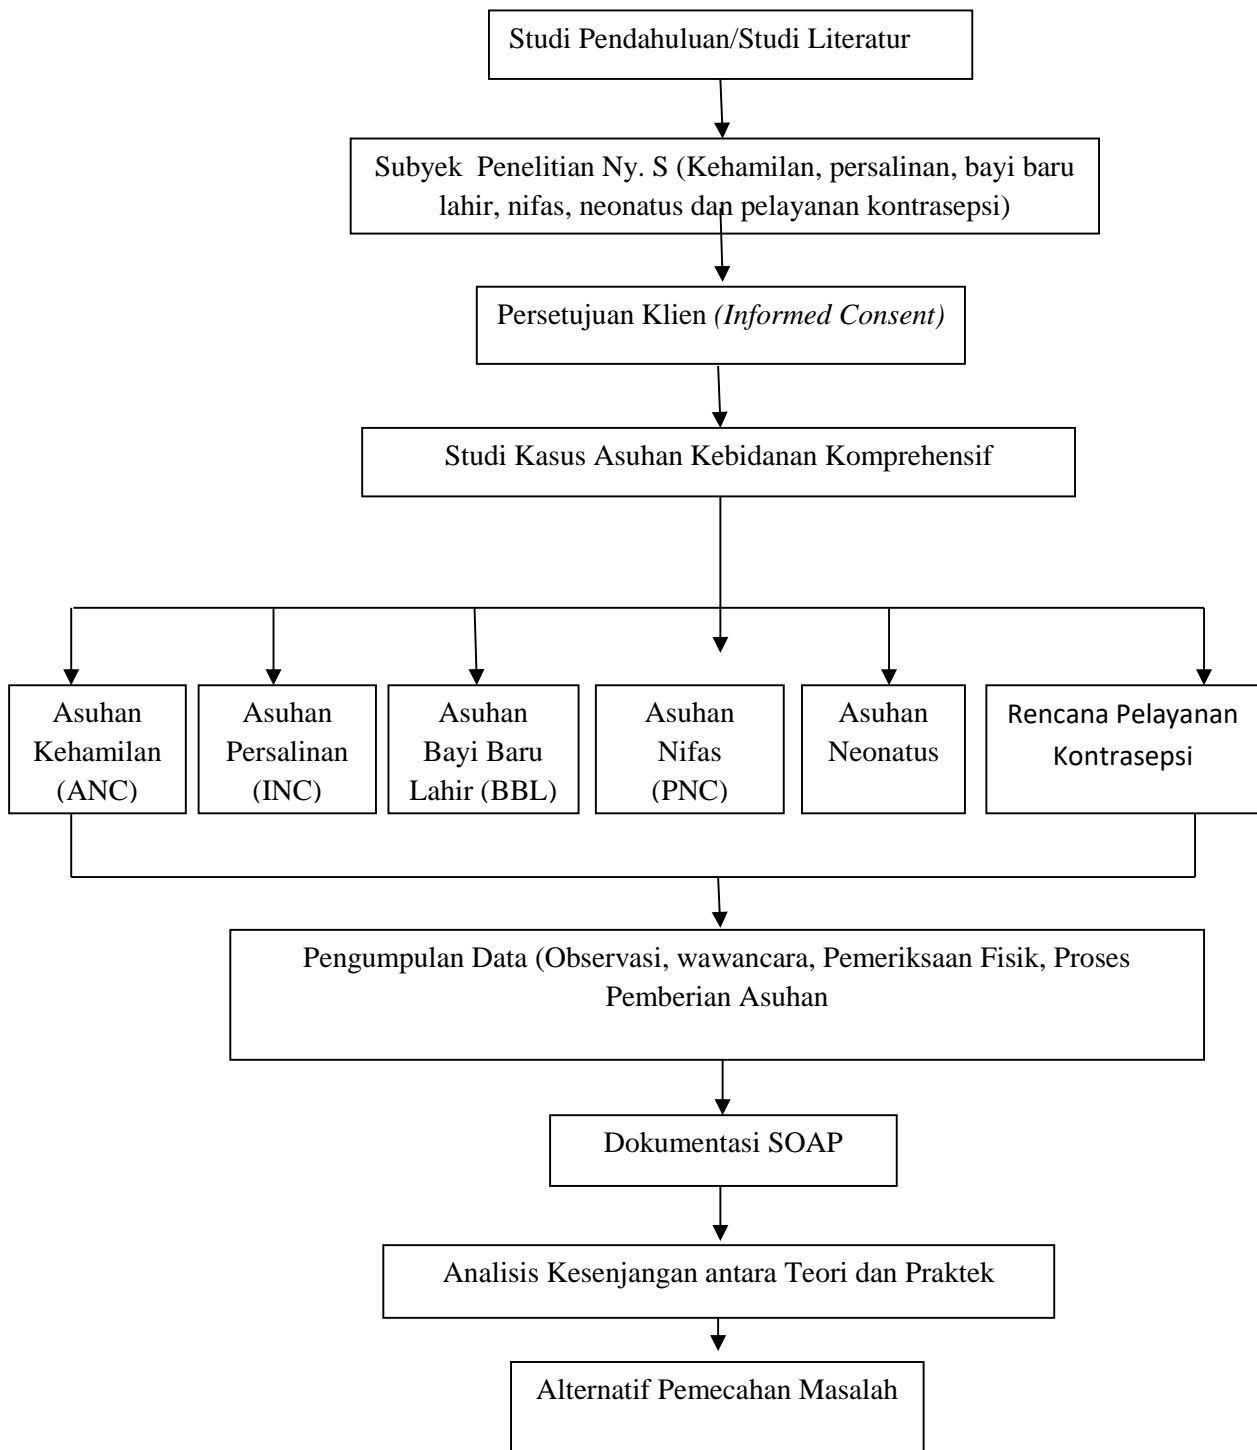 Studi Pendahuluan/Studi Literatur
Subyek Penelitian Ny. S (Kehamilan, persalinan, bayi baru
lahir, nifas, neonatus dan pelayanan kontrasepsi)
Persetujuan Klien (Informed Consent)
Studi Kasus Asuhan Kebidanan Komprehensif
Asuhan
Kehamilan
(ANC)
Asuhan
Persalinan
(INC)
Asuhan
Bayi Baru
Lahir (BBL)
Asuhan
Nifas
(PNC)
Asuhan
Neonatus
Rencana Pelayanan
Kontrasepsi
Pengumpulan Data (Observasi, wawancara, Pemeriksaan Fisik, Proses
Pemberian Asuhan
Dokumentasi SOAP
Analisis Kesenjangan antara Teori dan Praktek
Alternatif Pemecahan Masalah